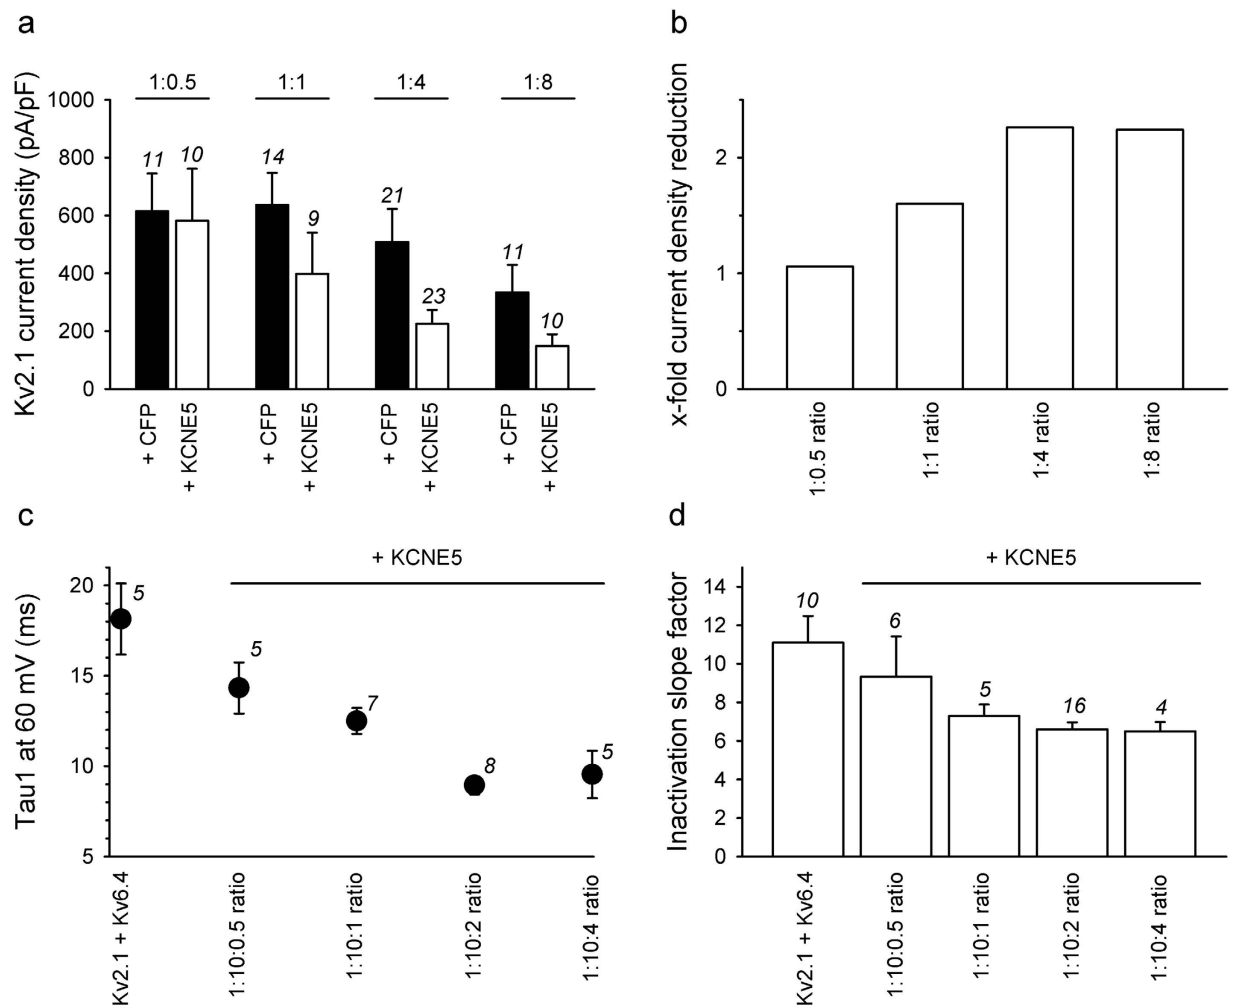 a
Kv2.1 current density (pA/pF)
1:0.5 1:1 1:4 1:8
1000
800
600
400
200
0
11 10 14 9 21 23 11 10
+ CFP
+ KCNE5
+ CFP
+ KCNE5
+ CFP
+ KCNE5
+ CFP
+ KCNE5
b
x-fold current density reduction
2
1
0
1:0.5 ratio
1:1 ratio
1:4 ratio
1:8 ratio
c
+ KCNE5
Tau1 at 60 mV (ms)
20
15
10
5
5 5 7 8 5
Kv2.1 + Kv6.4
1:10:0.5 ratio
1:10:1 ratio
1:10:2 ratio
1:10:4 ratio
d
+ KCNE5
Inactivation slope factor
14
12
10
8
6
4
2
0
10 6 5 16 4
Kv2.1 + Kv6.4
1:10:0.5 ratio
1:10:1 ratio
1:10:2 ratio
1:10:4 ratio